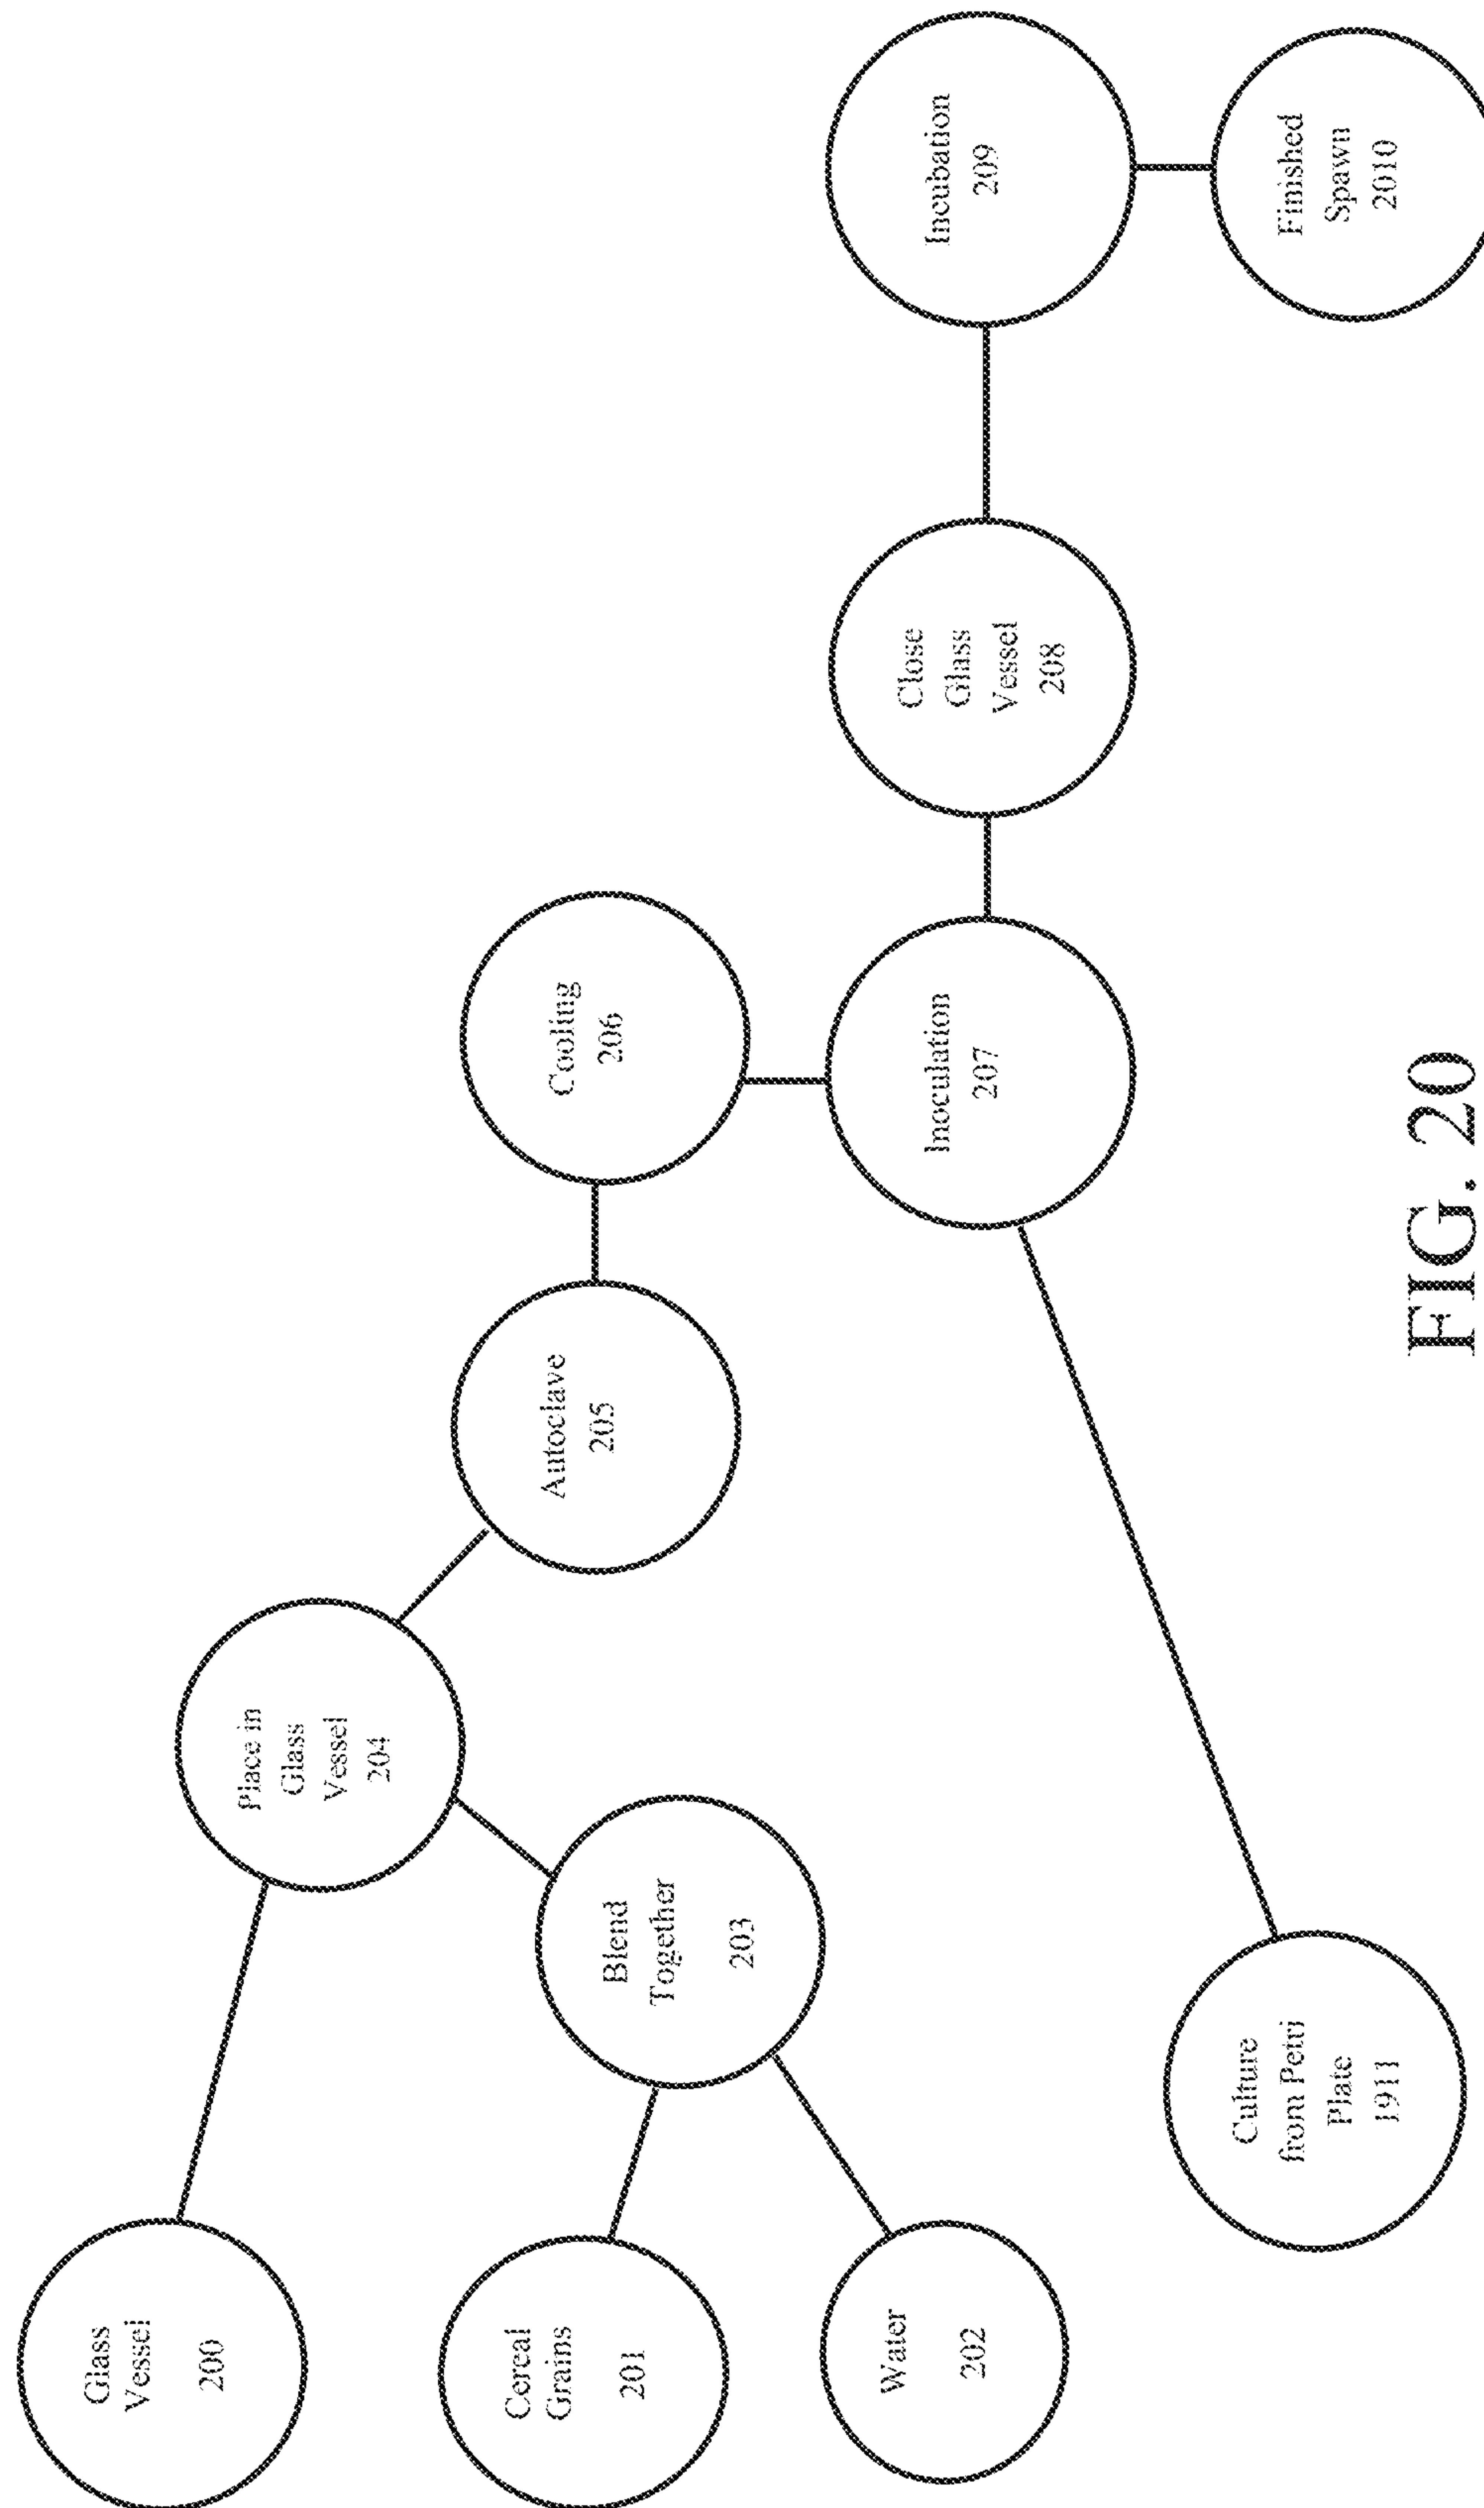 Glass
Vessel
200
Cereal
Grains
201
Water
202
Blend
Together
203
Place in
Glass
Vessel
204
Autoclave
205
Cooling
206
Culture
from Petri
Plate
1911
Inoculation
207
Close
Glass
Vessel
208
Incubation
209
Finished
Spawn
2010
FIG. 20